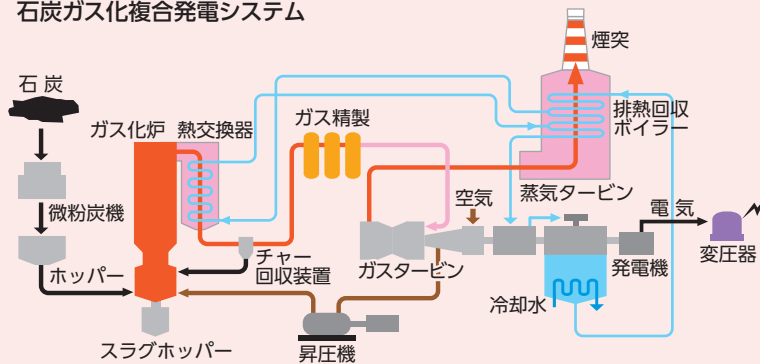 石炭ガス化複合発電システム
煙突
石炭
ガス化炉
熱交換器
ガス精製
排熱回収
ボイラー
微粉炭機
空気
蒸気タービン
電気
ホッパー
チャー
回収装置
ガスタービン
発電機
変圧器
冷却水
スラグホッパー
昇圧機